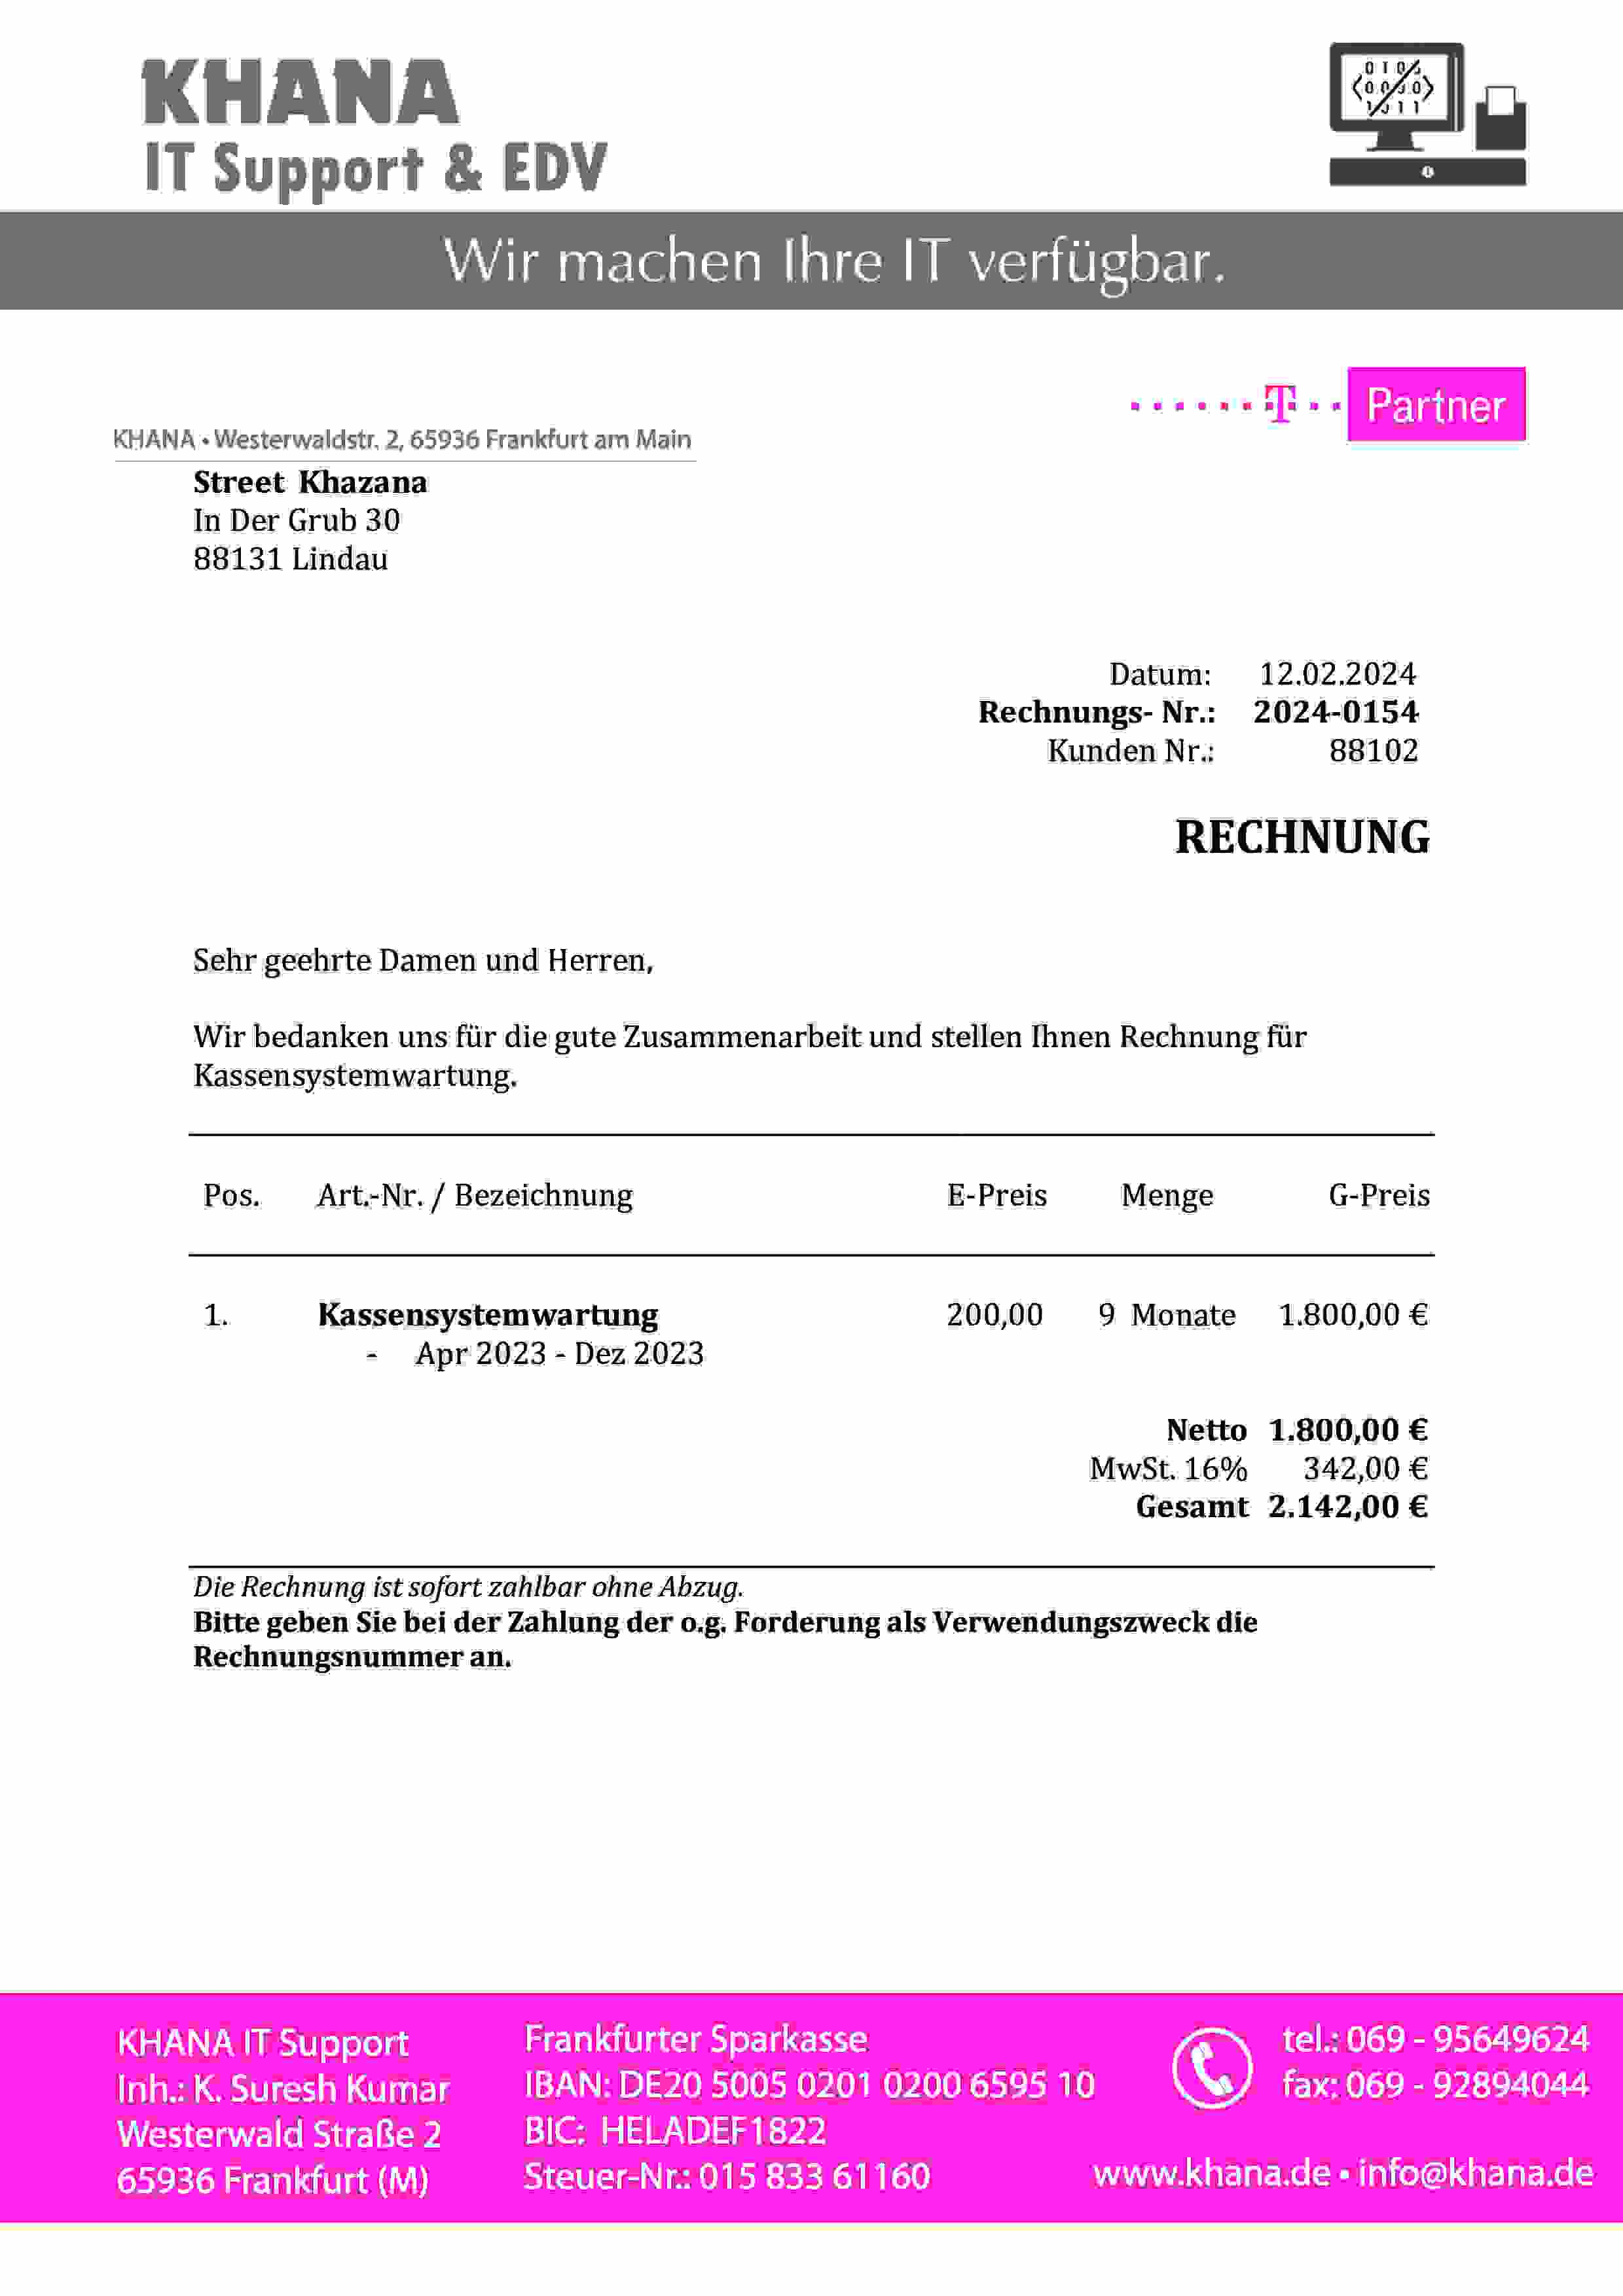 KHANA
IT Support & EDV
Wir machen Ihre IT verfügbar.
T Partner
KHANA • Westerwaldstr. 2, 65936 Frankfurt am Main
Street Khazana
In Der Grub 30
88131 Lindau
Datum: 12.02.2024
Rechnungs- Nr.: 2024-0154
Kunden Nr.: 88102
RECHNUNG
Sehr geehrte Damen und Herren,
Wir bedanken uns für die gute Zusammenarbeit und stellen Ihnen Rechnung für
Kassensystemwartung.
Pos. Art.-Nr. / Bezeichnung E-Preis Menge G-Preis
1. Kassensystemwartung 200,00 9 Monate 1.800,00 €
- Apr 2023 - Dez 2023
Netto 1.800,00 €
MwSt. 16% 342,00 €
Gesamt 2.142,00 €
Die Rechnung ist sofort zahlbar ohne Abzug.
Bitte geben Sie bei der Zahlung der o.g. Forderung als Verwendungszweck die
Rechnungsnummer an.
KHANA IT Support
Inh.: K. Suresh Kumar
Westerwald Straße 2
65936 Frankfurt (M)
Frankfurter Sparkasse
IBAN: DE20 5005 0201 0200 6595 10
BIC: HELADEF1822
Steuer-Nr.: 015 833 61160
tel.: 069 - 95649624
fax: 069 - 92894044
www.khana.de • info@khana.de